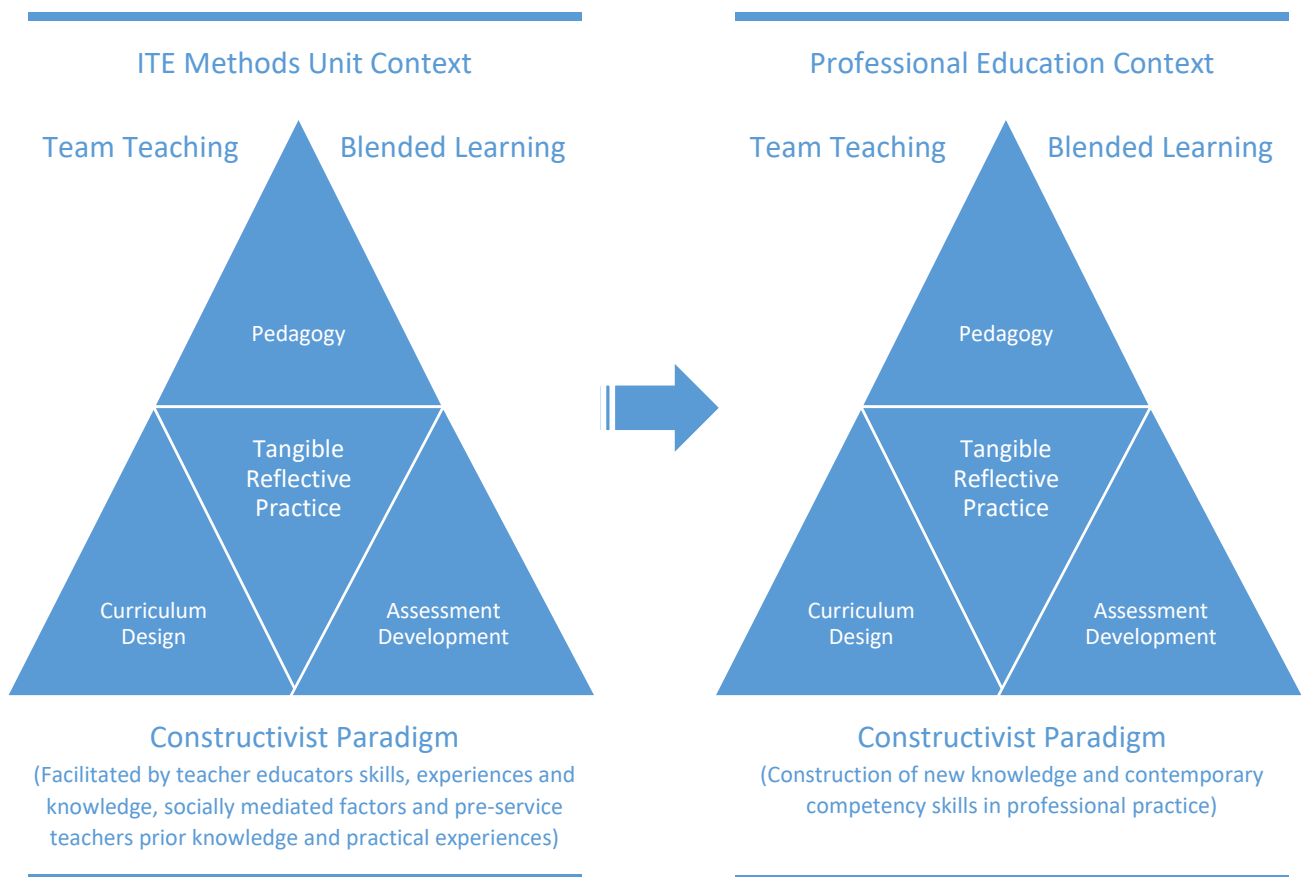 ITE Methods Unit Context
Team Teaching
Blended Learning
Pedagogy
Tangible
Reflective
Practice
Curriculum
Design
Assessment
Development
Constructivist Paradigm
(Facilitated by teacher educators skills, experiences and
knowledge, socially mediated factors and pre-service
teachers prior knowledge and practical experiences)
Professional Education Context
Team Teaching
Blended Learning
Pedagogy
Tangible
Reflective
Practice
Curriculum
Design
Assessment
Development
Constructivist Paradigm
(Construction of new knowledge and contemporary
competency skills in professional practice)